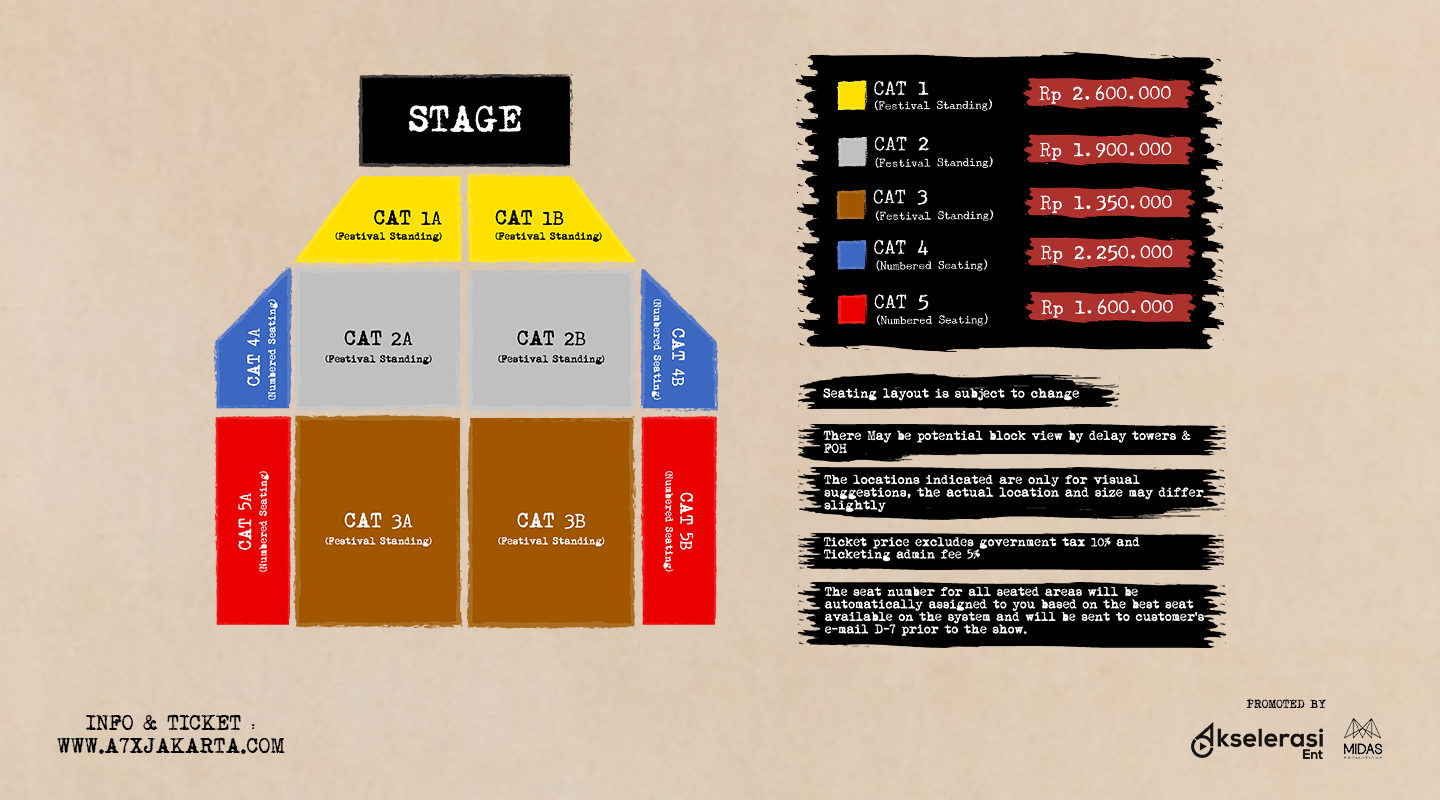 STAGE
CAT 1A
(Festival Standing)
CAT 1B
(Festival Standing)
CAT 4A
(Numbered Seating)
CAT 2A
(Festival Standing)
CAT 2B
(Festival Standing)
CAT 4B
(Numbered Seating)
CAT 5A
(Numbered Seating)
CAT 3A
(Festival Standing)
CAT 3B
(Festival Standing)
CAT 5B
(Numbered Seating)
CAT 1
(Festival Standing)
Rp 2.600.000
CAT 2
(Festival Standing)
Rp 1.900.000
CAT 3
(Festival Standing)
Rp 1.350.000
CAT 4
(Numbered Seating)
Rp 2.250.000
CAT 5
(Numbered Seating)
Rp 1.600.000
Seating layout is subject to change
There May be potential block view by delay towers &
FOH
The locations indicated are only for visual
suggestions, the actual location and size may differ
slightly
Ticket price excludes government tax 10% and
Ticketing admin fee 5%
The seat number for all seated areas will be
automatically assigned to you based on the best seat
available on the system and will be sent to customer's
e-mail D-7 prior to the show.
INFO & TICKET :
WWW.A7XJAKARTA.COM
PROMOTED BY
Akselerasi
Ent
MIDAS
PROMOTIONS